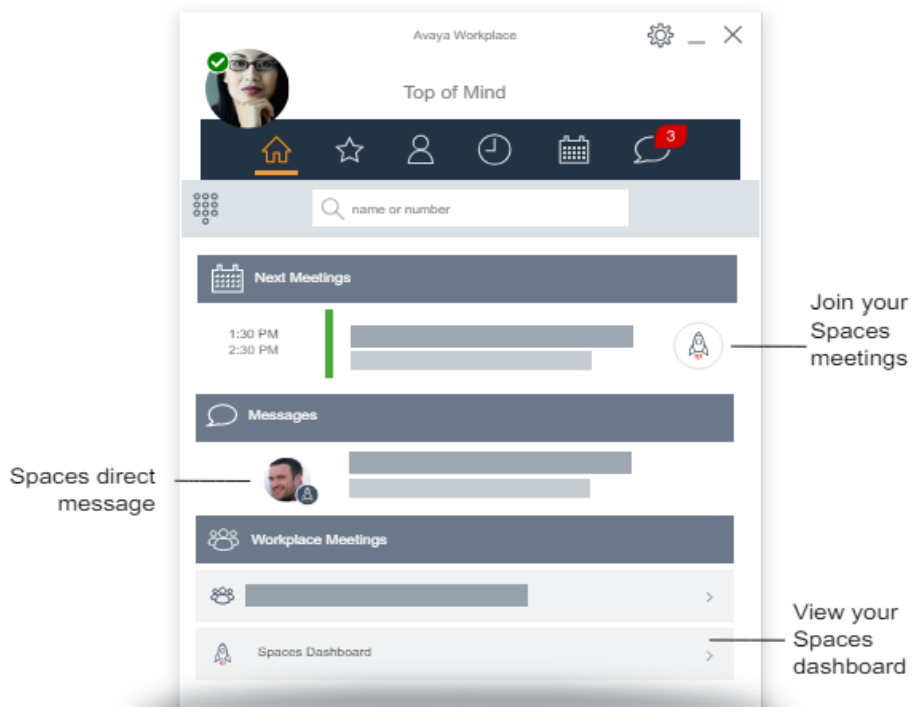 Avaya Workplace
Top of Mind
3
name or number
Next Meetings
1:30 PM
2:30 PM
Join your
Spaces
meetings
Messages
Spaces direct
message
Workplace Meetings
Spaces Dashboard
View your
Spaces
dashboard